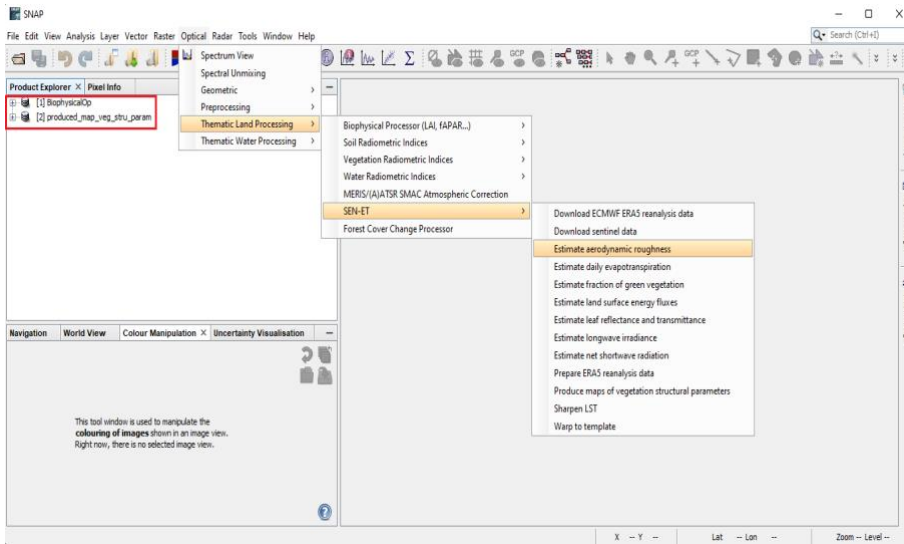 SNAP
File Edit View Analysis Layer Vector Raster Optical Radar Tools Window Help
Search (Ctrl+I)
GCP
GCP
Product Explorer × Pixel Info
[1] BiophysicalOp
[2] produced_map_veg_stru_param
Spectrum View
Spectral Unmixing
Geometric
Preprocessing
Thematic Land Processing
Thematic Water Processing
Biophysical Processor (LAI, fAPAR...)
Soil Radiometric Indices
Vegetation Radiometric Indices
Water Radiometric Indices
MERIS/(A)ATSR SMAC Atmospheric Correction
SEN-ET
Forest Cover Change Processor
Download ECMWF ERA5 reanalysis data
Download sentinel data
Estimate aerodynamic roughness
Estimate daily evapotranspiration
Estimate fraction of green vegetation
Estimate land surface energy fluxes
Estimate leaf reflectance and transmittance
Estimate longwave irradiance
Estimate net shortwave radiation
Prepare ERA5 reanalysis data
Produce maps of vegetation structural parameters
Sharpen LST
Warp to template
Navigation World View Colour Manipulation × Uncertainty Visualisation
This tool window is used to manipulate the
colouring of images shown in an image view.
Right now, there is no selected image view.
X -- Y -- Lat -- Lon -- Zoom -- Level --